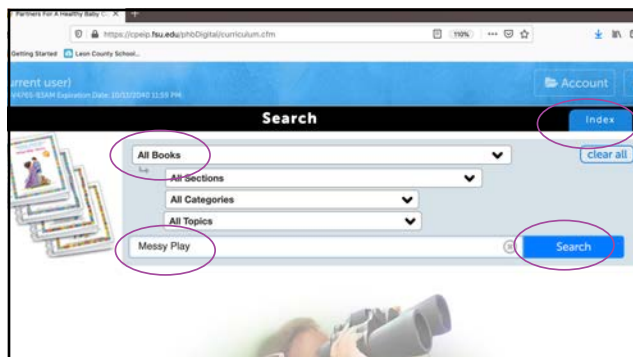 Partners For A Healthy Baby
https://cpeip.fsu.edu/phbDigital/curriculum.cfm
110%
Getting Started Leon County School...
urrent user)
Expiration Date: 10/13/2040 11:59 PM
Account
Search
Index
All Books
clear all
All Sections
All Categories
All Topics
Messy Play
Search